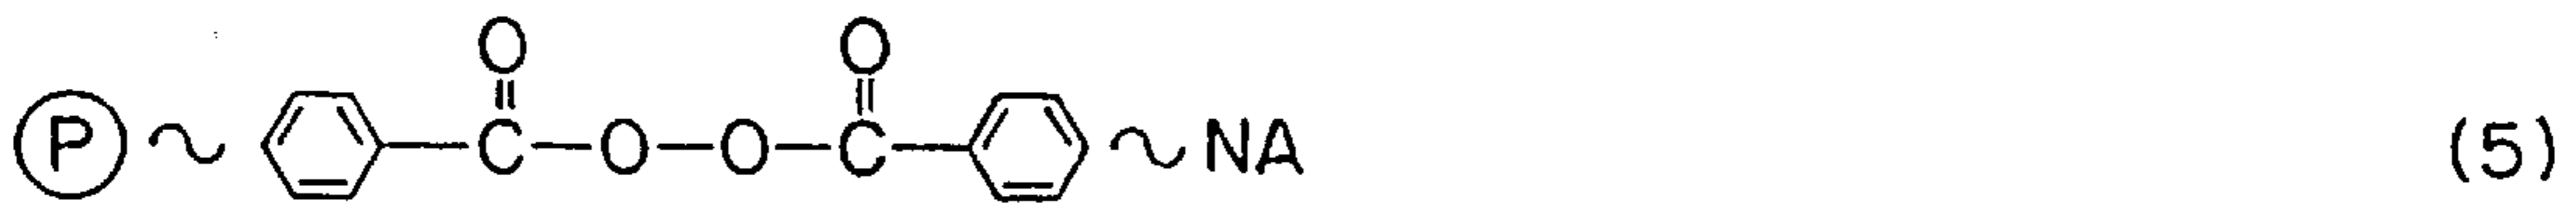 O O
P ~ C-O-O-C ~ NA (5)